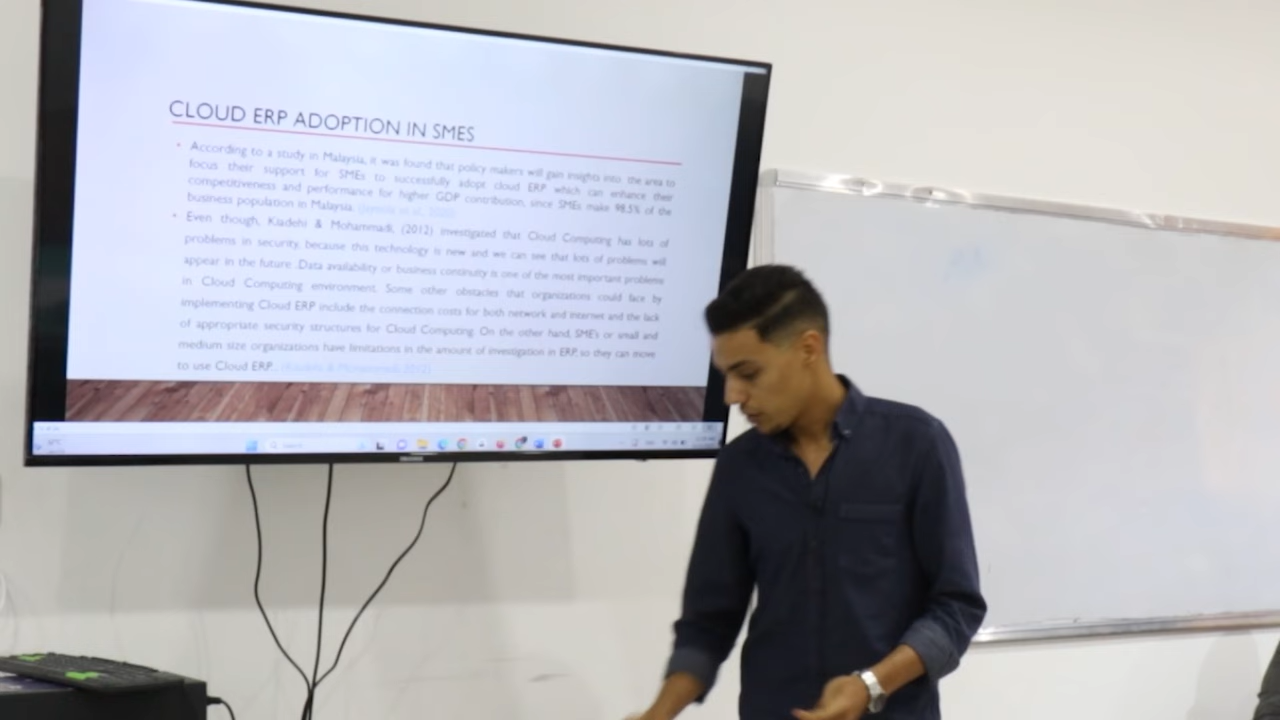 CLOUD ERP ADOPTION IN SMES
• According to a study in Malaysia, it was found that policy makers will gain insights into the area to
focus their support for SMEs to successfully adopt cloud ERP which can enhance their
competitiveness and performance for higher GDP contribution, since SMEs make 98.5% of the
business population in Malaysia.
• Even though, Kiadehi & Mohammadi, (2012) investigated that Cloud Computing has lots of
problems in security, because this technology is new and we can see that lots of problems will
appear in the future .Data availability or business continuity is one of the most important problems
in Cloud Computing environment. Some other obstacles that organizations could face by
implementing Cloud ERP include the connection costs for both network and internet and the lack
of appropriate security structures for Cloud Computing. On the other hand, SME's or small and
medium size organizations have limitations in the amount of investigation in ERP, so they can move
to use Cloud ERP. (Kiadehi & Mohammadi, 2012)